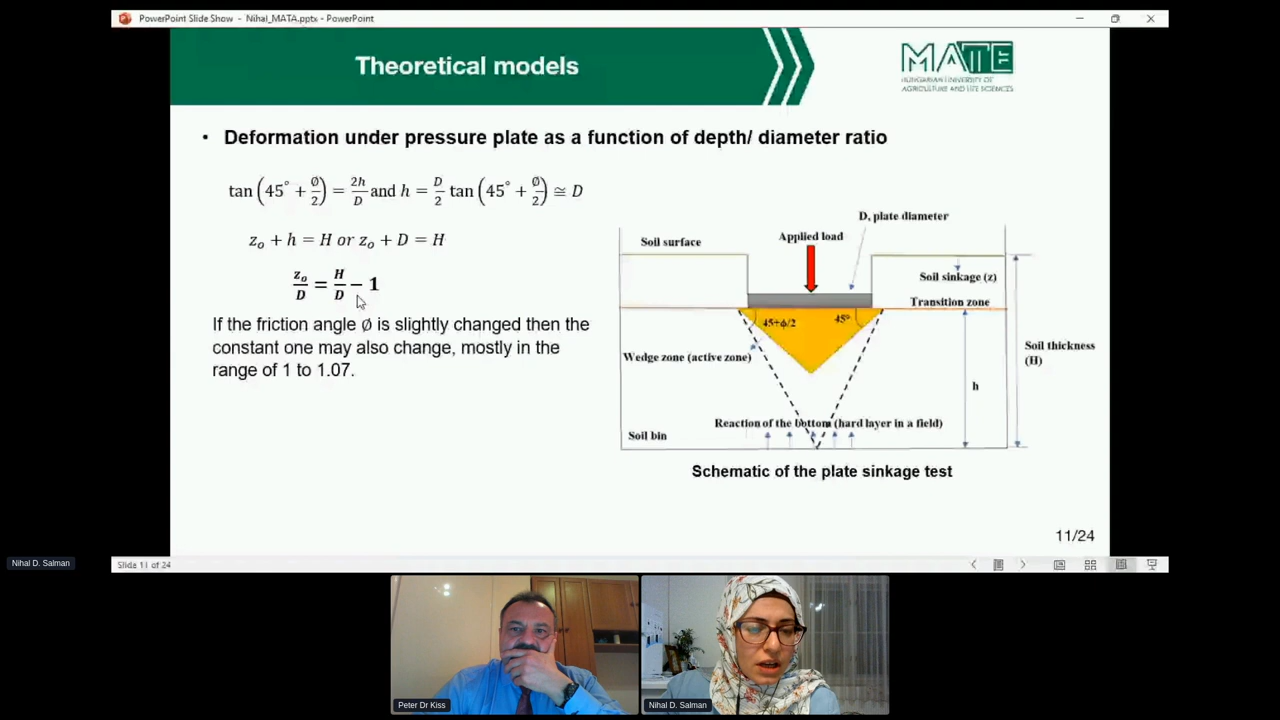 PowerPoint Slide Show - Nihal_MATA.pptx - PowerPoint
Theoretical models
MATE
HUNGARIAN UNIVERSITY OF
AGRICULTURE AND LIFE SCIENCES
• Deformation under pressure plate as a function of depth/ diameter ratio
tan (45° + ∅/2) = 2h/D and h = D/2 tan (45° + ∅/2) ≅ D
z₀ + h = H or z₀ + D = H
z₀/D = H/D − 1
If the friction angle ∅ is slightly changed then the
constant one may also change, mostly in the
range of 1 to 1.07.
D, plate diameter
Applied load
Soil surface
Soil sinkage (z)
Transition zone
45+ϕ/2
45°
Soil thickness
(H)
Wedge zone (active zone)
h
Reaction of the bottom (hard layer in a field)
Soil bin
Schematic of the plate sinkage test
11/24
Nihal D. Salman
Slide 11 of 24
Peter Dr Kiss
Nihal D. Salman